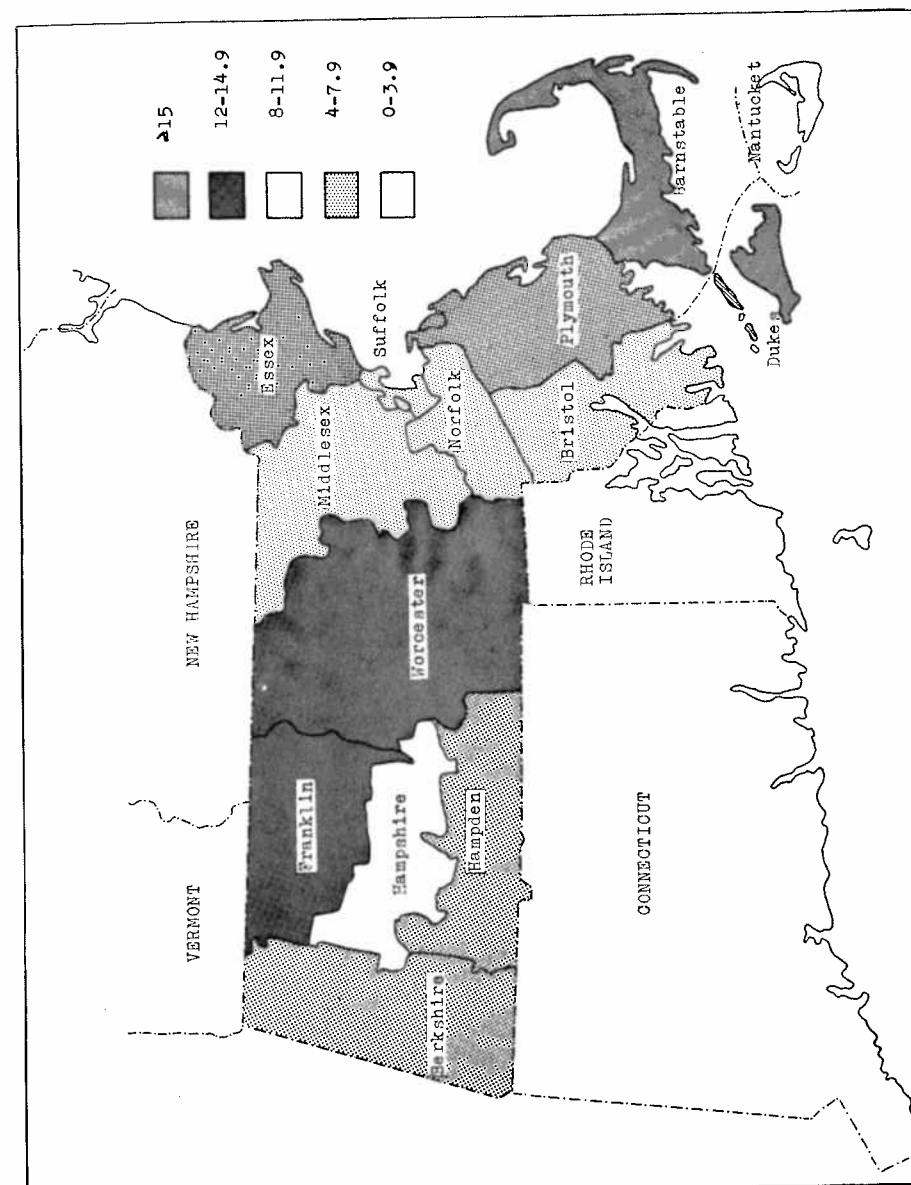 ≥15
12-14.9
8-11.9
4-7.9
0-3.9
VERMONT
NEW HAMPSHIRE
Essex
Suffolk
Middlesex
Norfolk
Plymouth
Bristol
Barnstable
Nantucket
Dukes
Worcester
Franklin
Hampshire
Hampden
Berkshire
RHODE
ISLAND
CONNECTICUT